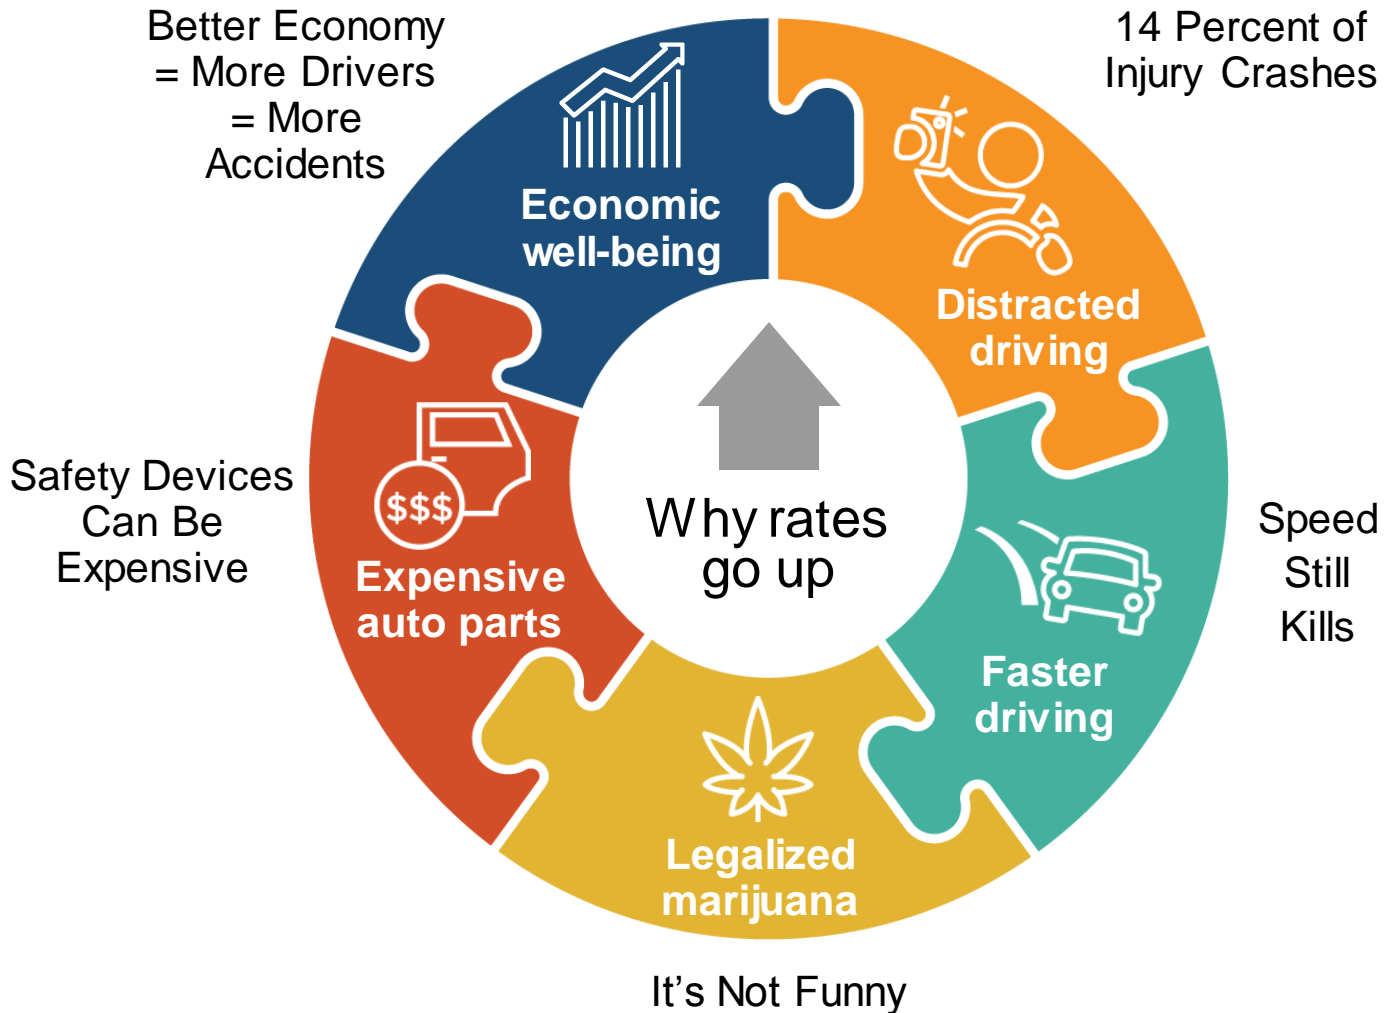 Better Economy
= More Drivers
= More
Accidents
14 Percent of
Injury Crashes
Economic
well-being
Distracted
driving
Safety Devices
Can Be
Expensive
$$$
Expensive
auto parts
Why rates
go up
Speed
Still
Kills
Faster
driving
Legalized
marijuana
It's Not Funny